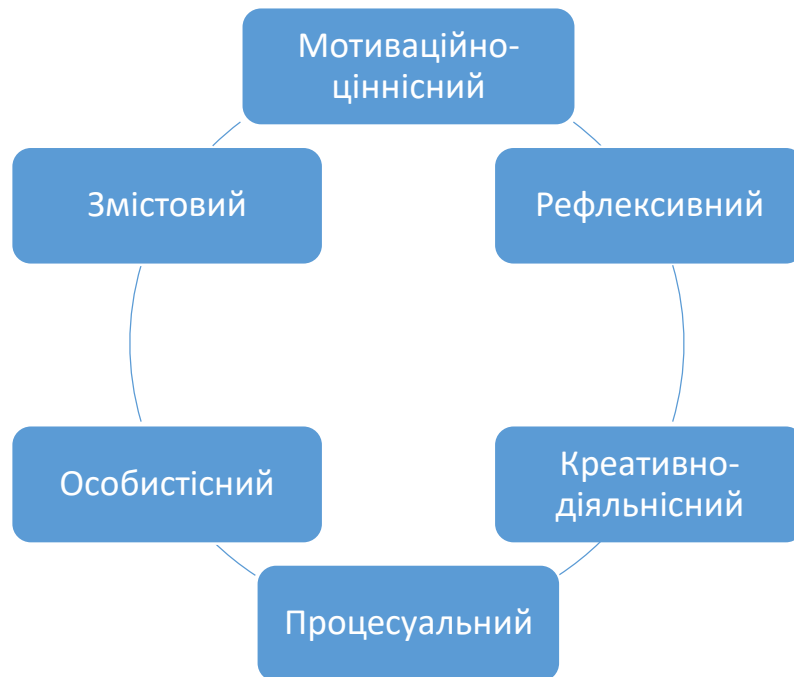 Мотиваційно-
ціннісний
Змістовий
Рефлексивний
Особистісний
Креативно-
діяльнісний
Процесуальний